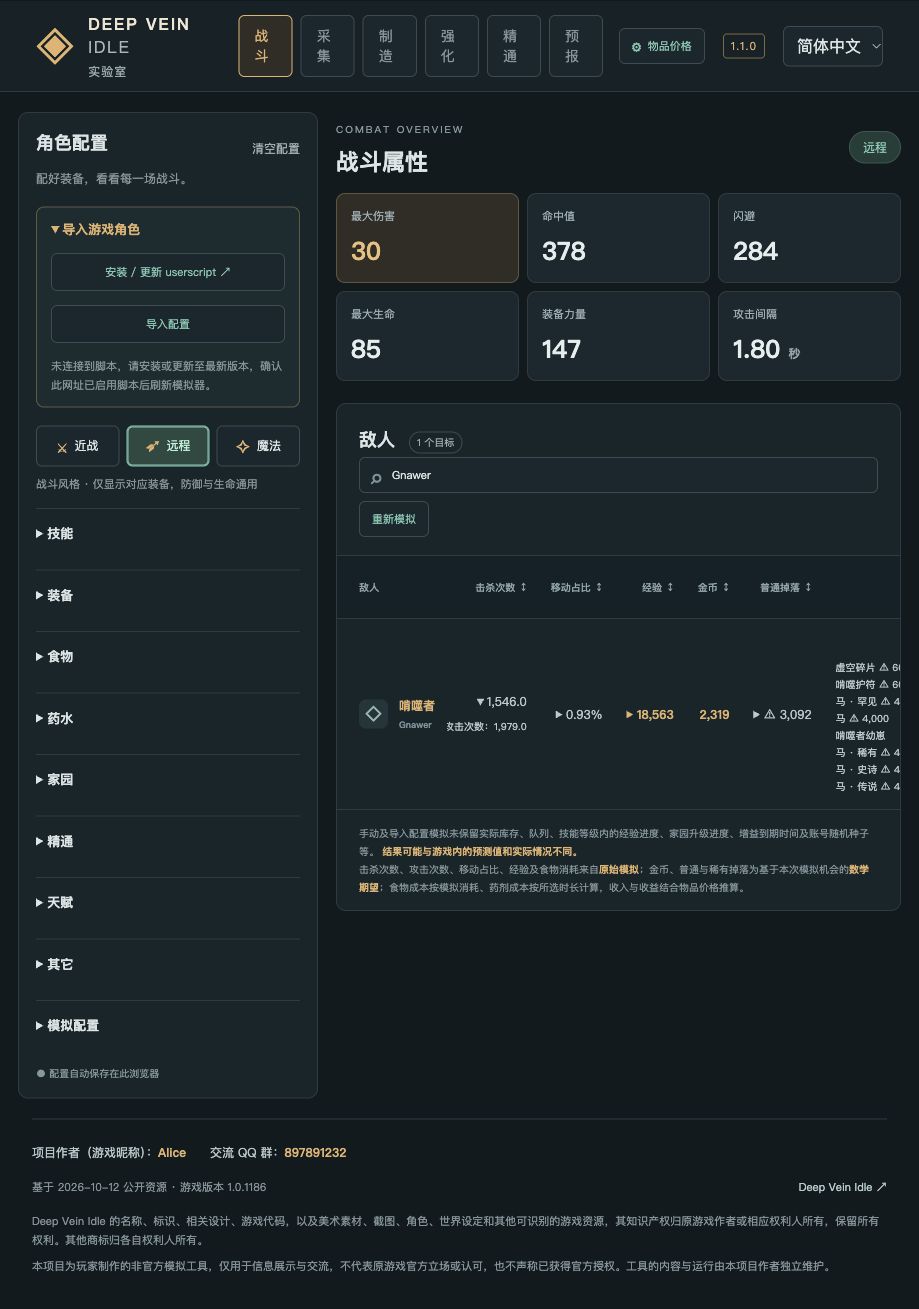 DEEP VEIN
IDLE
实验室
战斗
采集
制造
强化
精通
预报
物品价格
1.1.0
简体中文
角色配置
清空配置
配好装备，看看每一场战斗。
导入游戏角色
安装 / 更新 userscript ↗
导入配置
未连接到脚本，请安装或更新至最新版本，确认
此网址已启用脚本后刷新模拟器。
近战
远程
魔法
战斗风格 · 仅显示对应装备，防御与生命通用
技能
装备
食物
药水
家园
精通
天赋
其它
模拟配置
配置自动保存在此浏览器
COMBAT OVERVIEW
战斗属性
远程
最大伤害
30
命中值
378
闪避
284
最大生命
85
装备力量
147
攻击间隔
1.80 秒
敌人 1 个目标
Gnawer
重新模拟
敌人 击杀次数 ↕ 移动占比 ↕ 经验 ↕ 金币 ↕ 普通掉落 ↕
啃噬者
Gnawer
▼1,546.0
攻击次数：1,979.0
▶ 0.93%
▶ 18,563
2,319
▶ ⚠ 3,092
虚空碎片 ⚠
啃噬护符 ⚠
马 · 罕见 ⚠
马 ⚠ 4,000
啃噬者幼崽
马 · 稀有 ⚠
马 · 史诗 ⚠
马 · 传说 ⚠
手动及导入配置模拟未保留实际库存、队列、技能等级内的经验进度、家园升级进度、增益到期时间及账号随机种子
等。 结果可能与游戏内的预测值和实际情况不同。
击杀次数、攻击次数、移动占比、经验及食物消耗来自原始模拟；金币、普通与稀有掉落为基于本次模拟机会的数学
期望；食物成本按模拟消耗、药剂成本按所选时长计算，收入与收益结合物品价格推算。
项目作者（游戏昵称）：Alice 交流 QQ 群：897891232
基于 2026-10-12 公开资源 · 游戏版本 1.0.1186
Deep Vein Idle ↗
Deep Vein Idle 的名称、标识、相关设计、游戏代码，以及美术素材、截图、角色、世界设定和其他可识别的游戏资源，其知识产权归原游戏作者或相应权利人所有，保留所有
权利。其他商标归各自权利人所有。
本项目为玩家制作的非官方模拟工具，仅用于信息展示与交流，不代表原游戏官方立场或认可，也不声称已获得官方授权。工具的内容与运行由本项目作者独立维护。